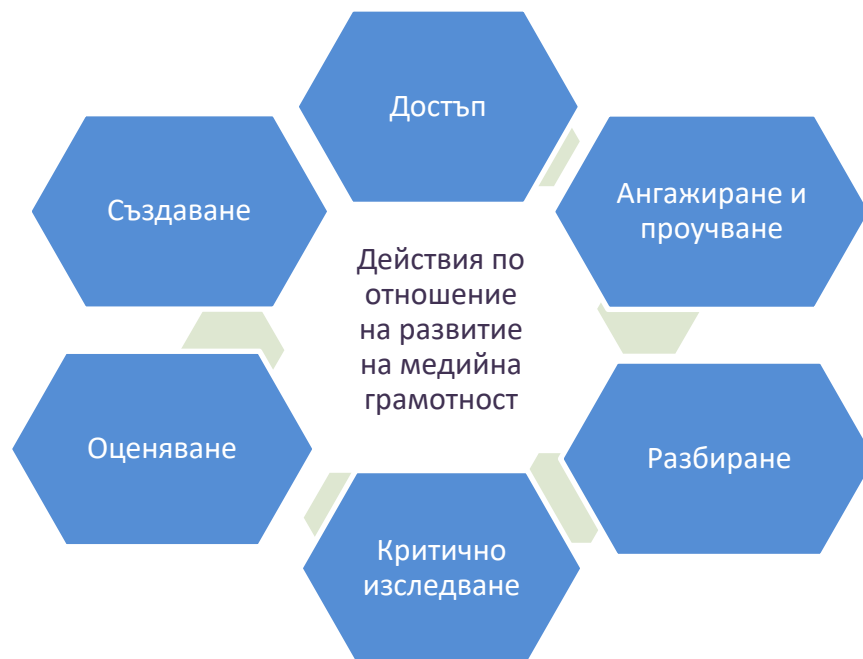 Достъп
Ангажиране и
проучване
Разбиране
Критично
изследване
Оценяване
Създаване
Действия по
отношение
на развитие
на медийна
грамотност